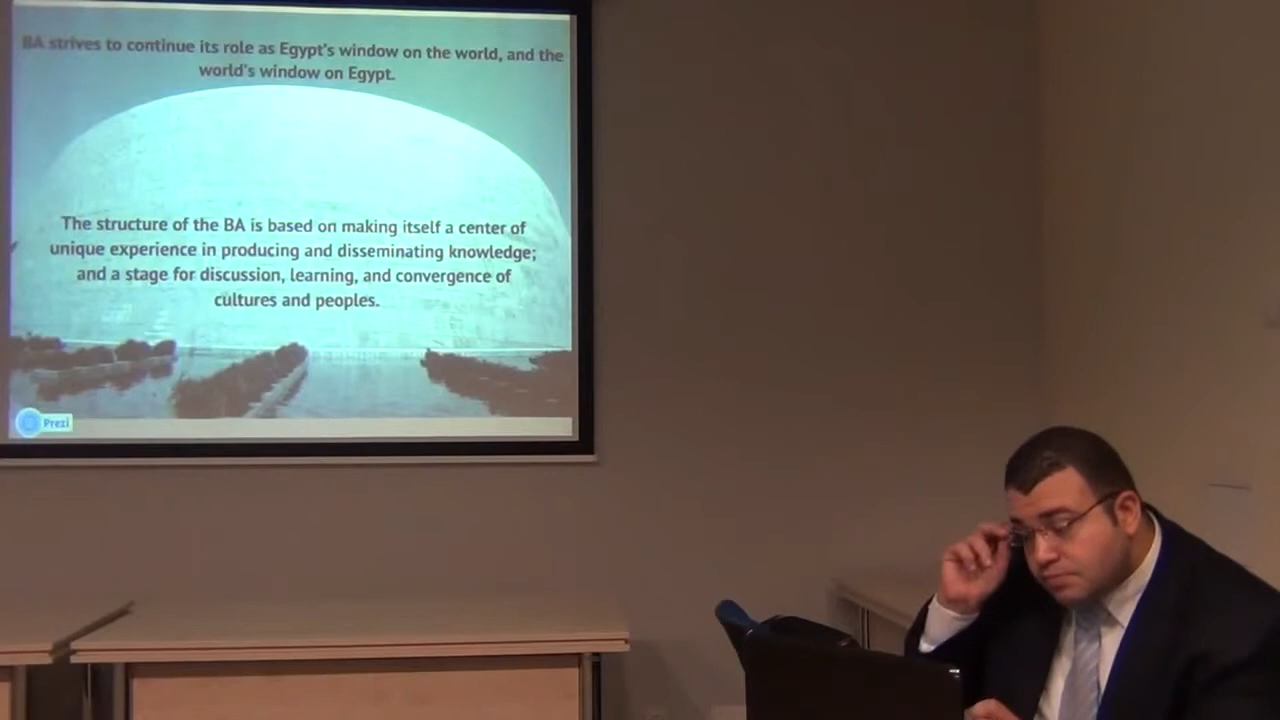 BA strives to continue its role as Egypt's window on the world, and the
world's window on Egypt.
The structure of the BA is based on making itself a center of
unique experience in producing and disseminating knowledge;
and a stage for discussion, learning, and convergence of
cultures and peoples.
Prezi